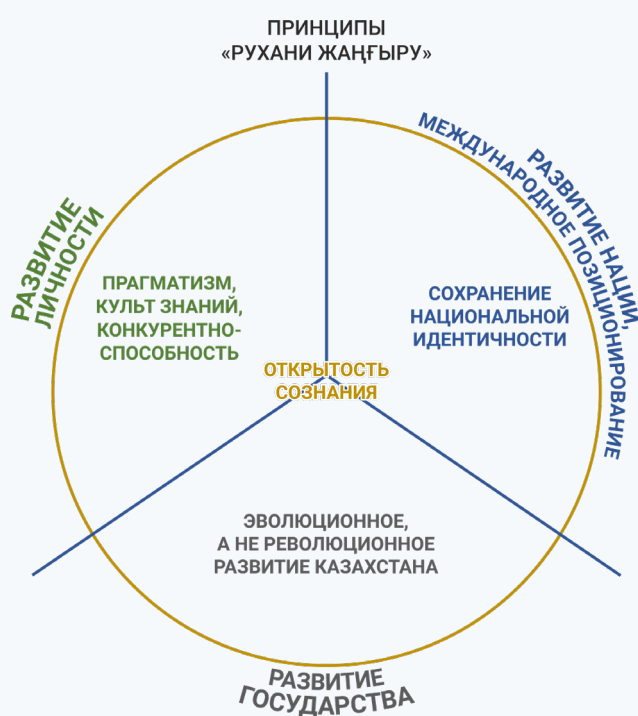 ПРИНЦИПЫ
«РУХАНИ ЖАҢҒЫРУ»
РАЗВИТИЕ
ЛИЧНОСТИ
ПРАГМАТИЗМ,
КУЛЬТ ЗНАНИЙ,
КОНКУРЕНТНО-
СПОСОБНОСТЬ
РАЗВИТИЕ НАЦИИ,
МЕЖДУНАРОДНОЕ ПОЗИЦИОНИРОВАНИЕ
СОХРАНЕНИЕ
НАЦИОНАЛЬНОЙ
ИДЕНТИЧНОСТИ
ОТКРЫТОСТЬ
СОЗНАНИЯ
ЭВОЛЮЦИОННОЕ,
А НЕ РЕВОЛЮЦИОННОЕ
РАЗВИТИЕ КАЗАХСТАНА
РАЗВИТИЕ
ГОСУДАРСТВА